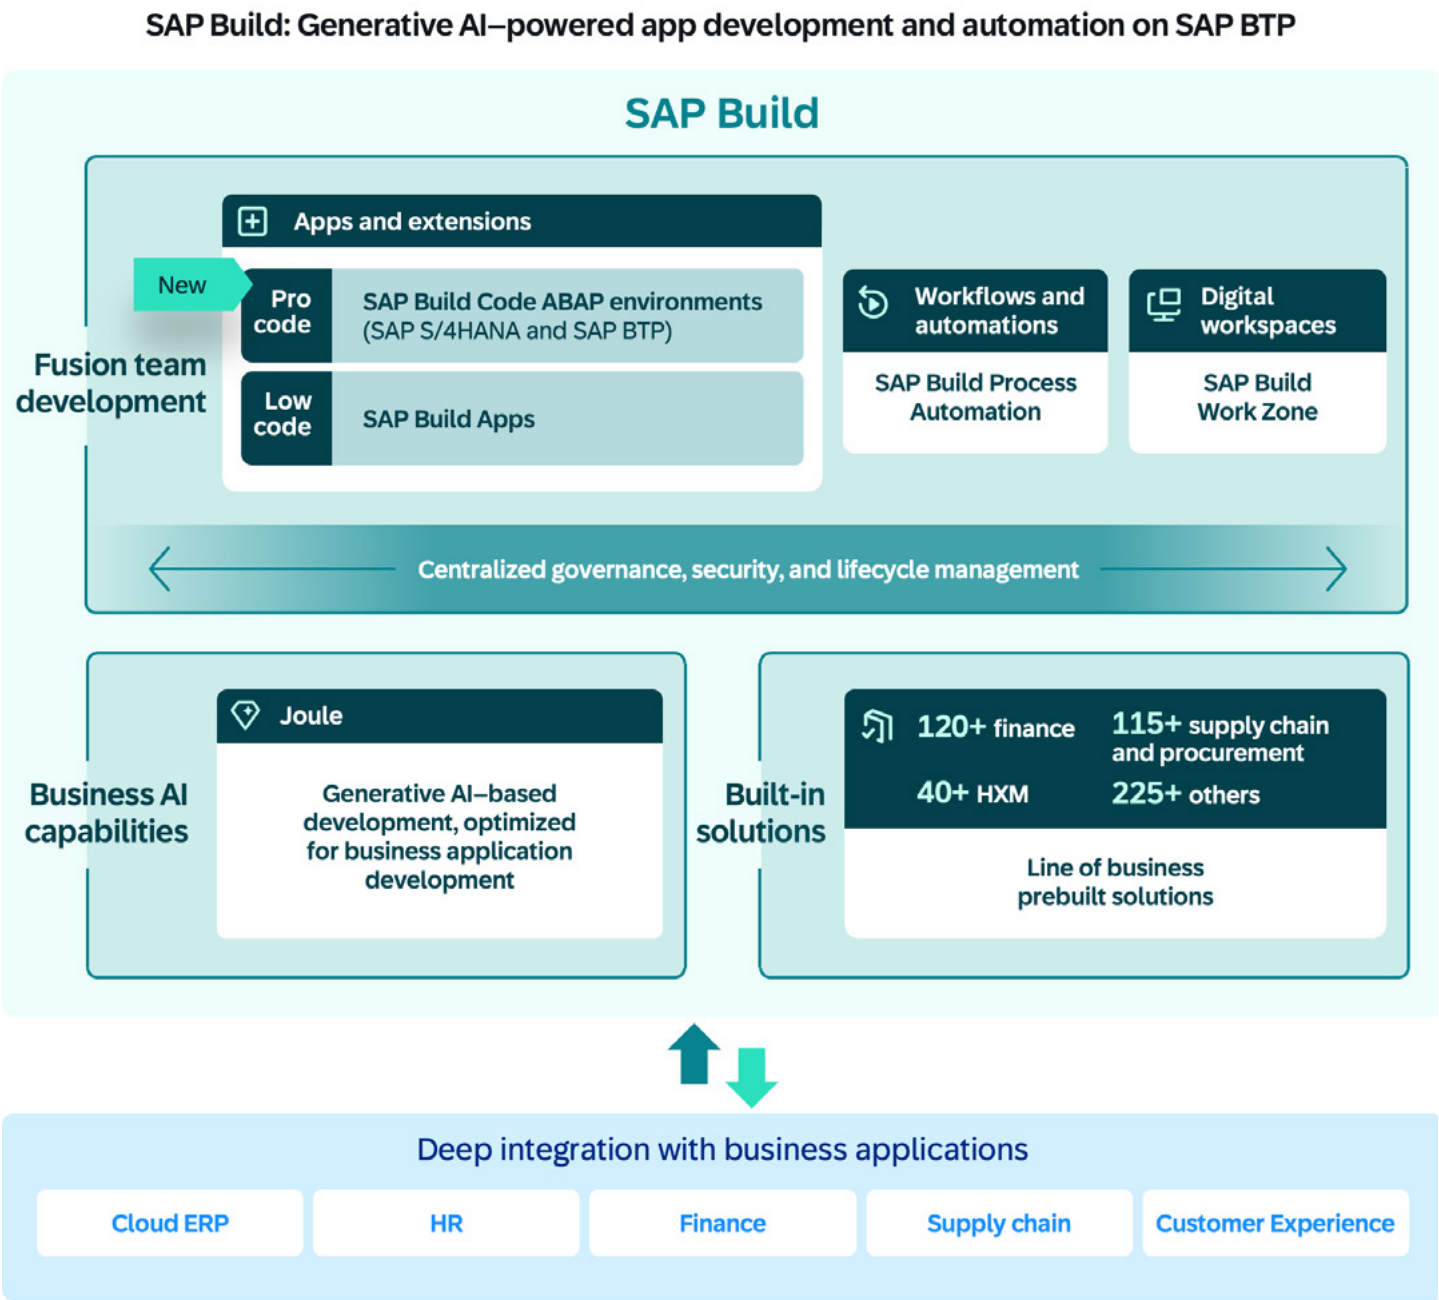 SAP Build: Generative AI–powered app development and automation on SAP BTP
SAP Build
Apps and extensions
New
Pro
code
SAP Build Code ABAP environments
(SAP S/4HANA and SAP BTP)
Low
code
SAP Build Apps
Workflows and
automations
SAP Build Process
Automation
Digital
workspaces
SAP Build
Work Zone
Fusion team
development
Centralized governance, security, and lifecycle management
Business AI
capabilities
Joule
Generative AI–based
development, optimized
for business application
development
Built-in
solutions
120+ finance
115+ supply chain
and procurement
40+ HXM
225+ others
Line of business
prebuilt solutions
Deep integration with business applications
Cloud ERP
HR
Finance
Supply chain
Customer Experience